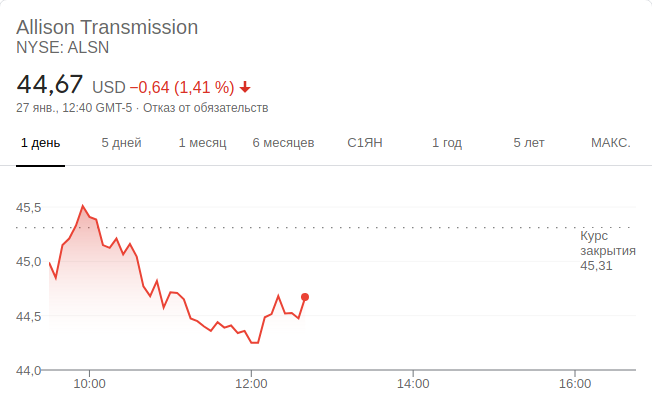 Allison Transmission
NYSE: ALSN
44,67 USD −0,64 (1,41 %)
27 янв., 12:40 GMT-5 · Отказ от обязательств
1 день 5 дней 1 месяц 6 месяцев С1ЯН 1 год 5 лет МАКС.
45,5
Курс
закрытия
45,31
45,0
44,5
44,0
10:00 12:00 14:00 16:00